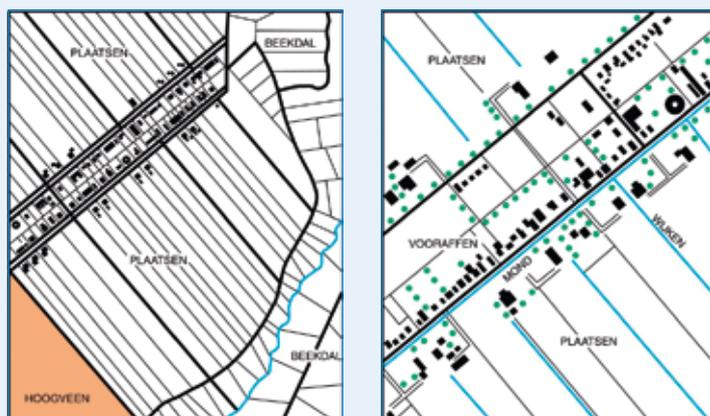 PLAATSEN
BEEKDAL
PLAATSEN
BEEKDAL
HOOGVEEN
PLAATSEN
VOORAFFEN
MOND
WIJKEN
PLAATSEN